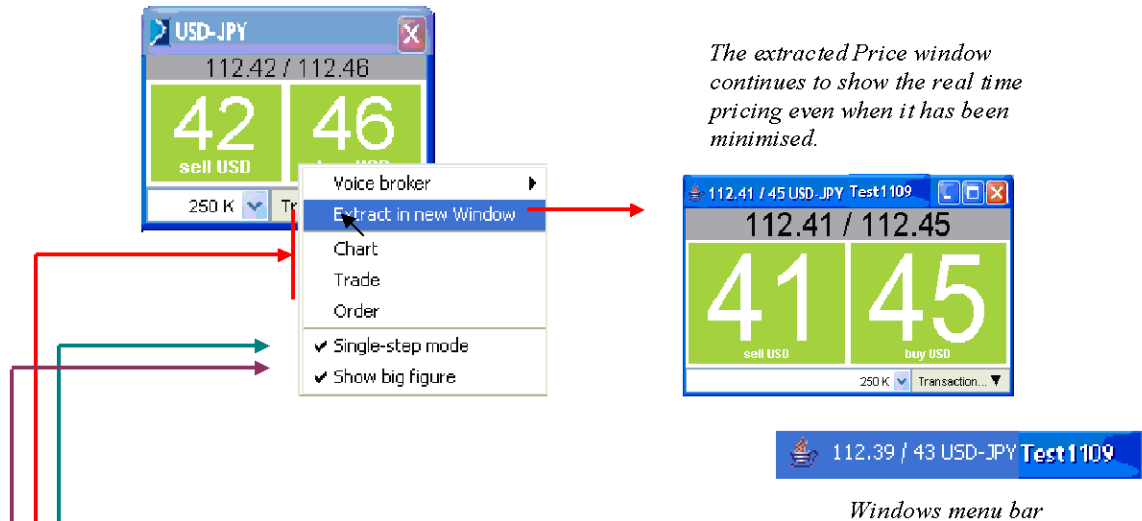 USD-JPY
112.42 / 112.46
42
46
sell USD
250 K
Voice broker
Extract in new Window
Chart
Trade
Order
Single-step mode
Show big figure
The extracted Price window
continues to show the real time
pricing even when it has been
minimised.
112.41 / 45 USD-JPY Test1109
112.41 / 112.45
41
45
sell USD
buy USD
250 K
Transaction...
112.39 / 43 USD-JPY Test1109
Windows menu bar